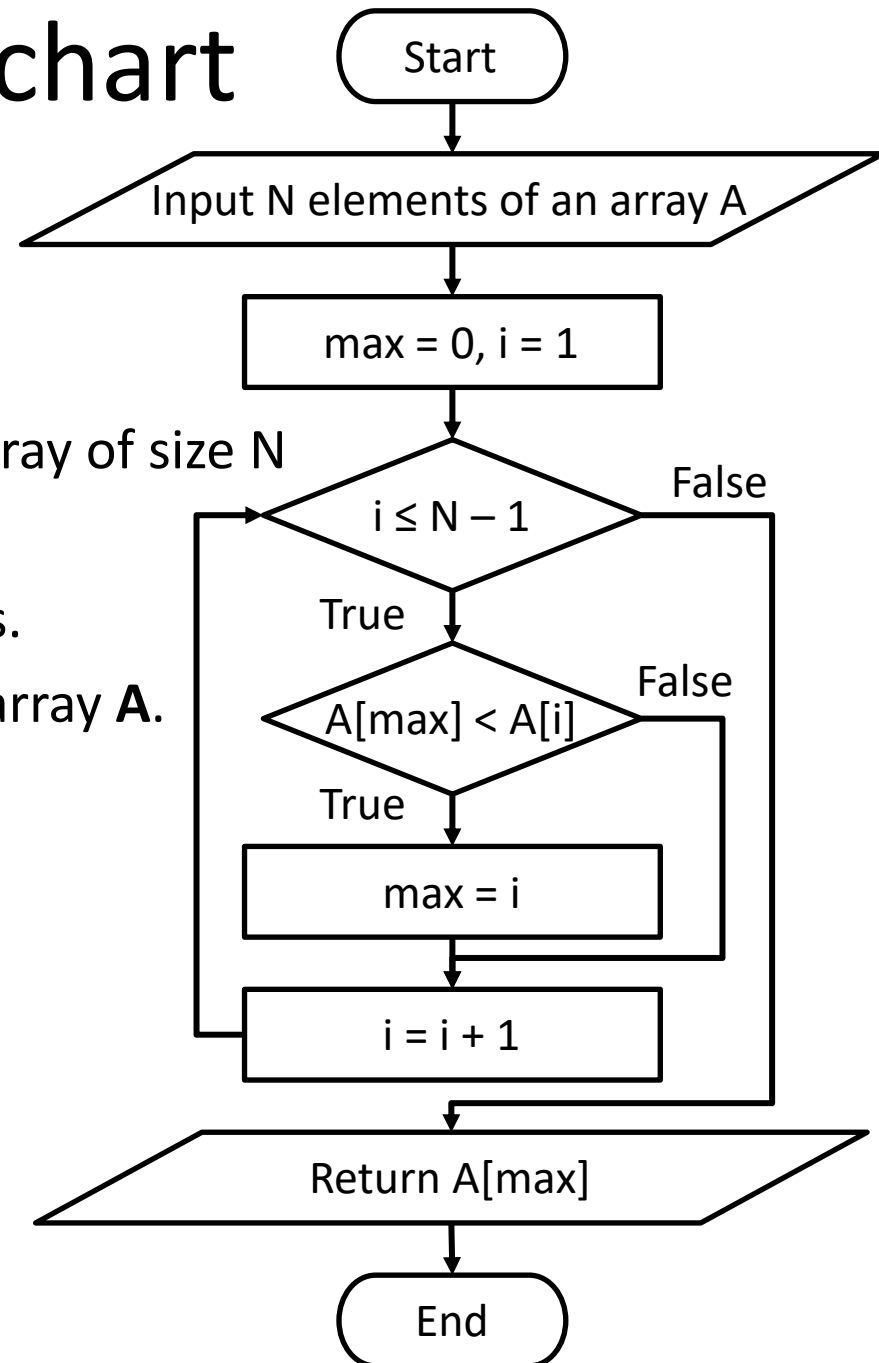 chart
Start
Input N elements of an array A
max = 0, i = 1
ray of size N
i ≤ N – 1
False
True
s.
array A.
A[max] < A[i]
False
True
max = i
i = i + 1
Return A[max]
End